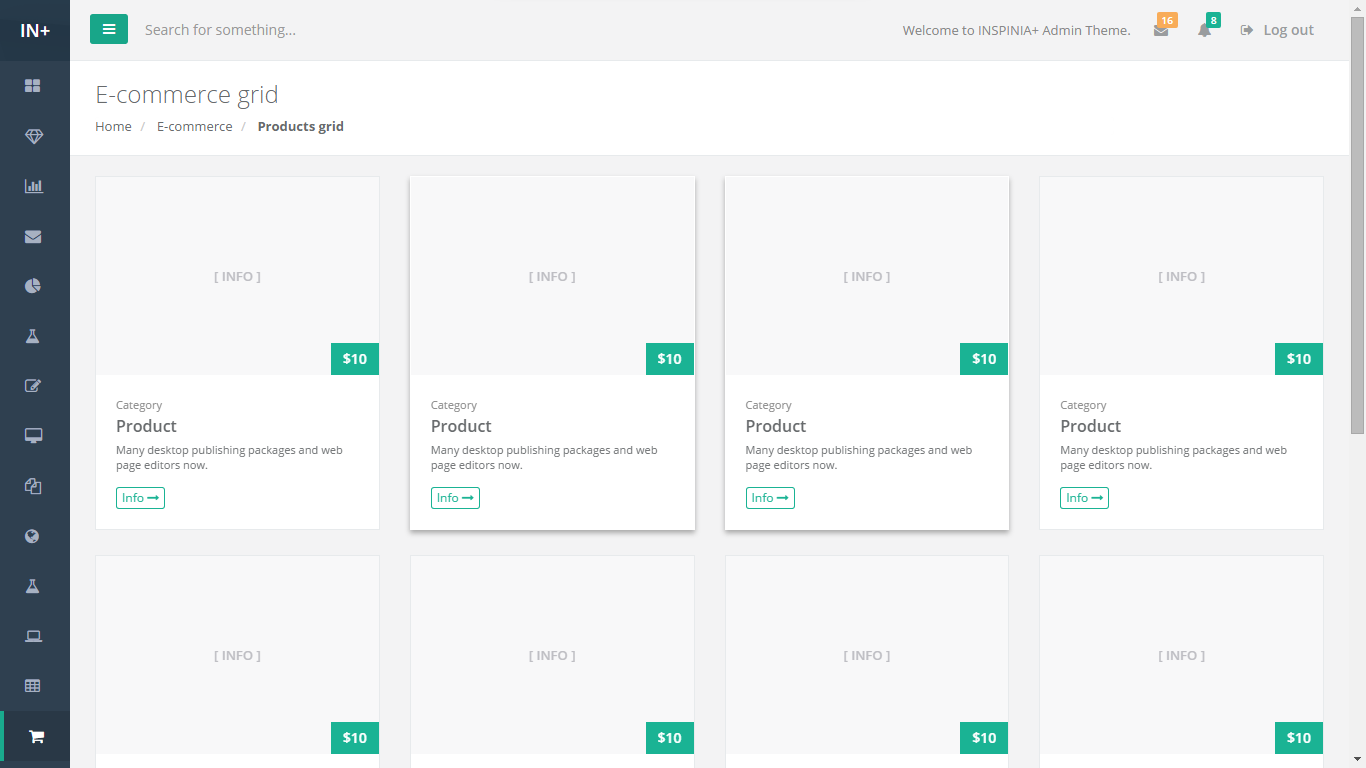 IN+
Search for something...
Welcome to INSPINIA+ Admin Theme.
16
8
Log out
E-commerce grid
Home / E-commerce / Products grid
[ INFO ]
$10
Category
Product
Many desktop publishing packages and web
page editors now.
Info
[ INFO ]
$10
Category
Product
Many desktop publishing packages and web
page editors now.
Info
[ INFO ]
$10
Category
Product
Many desktop publishing packages and web
page editors now.
Info
[ INFO ]
$10
Category
Product
Many desktop publishing packages and web
page editors now.
Info
[ INFO ]
$10
[ INFO ]
$10
[ INFO ]
$10
[ INFO ]
$10